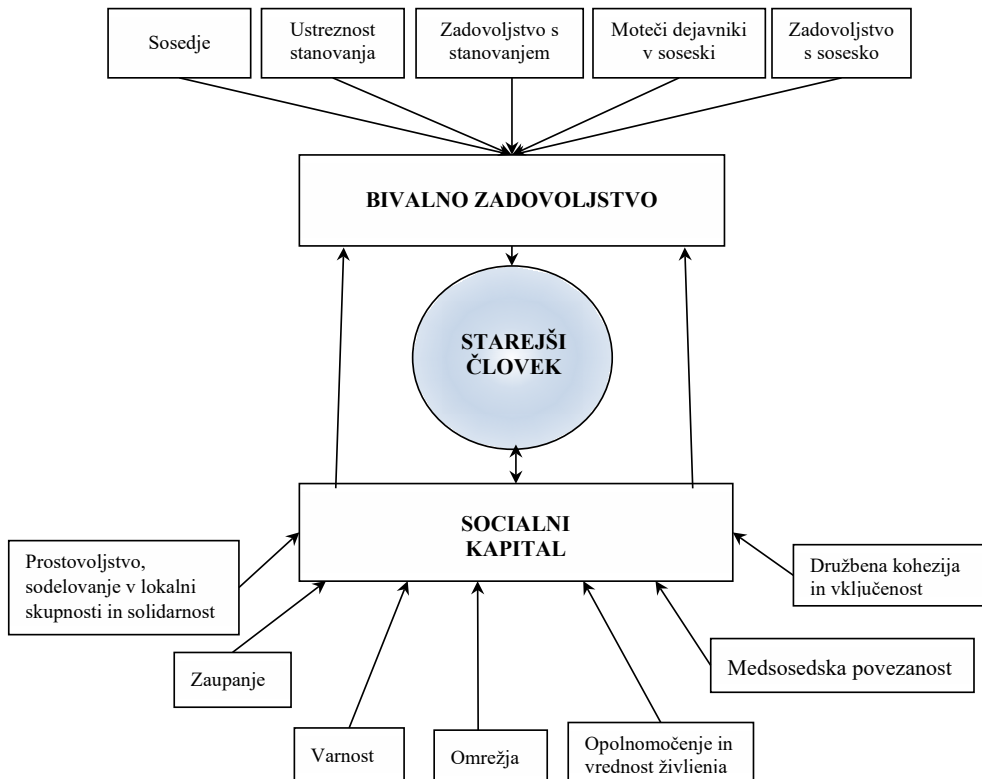 Sosedje
Ustreznost
stanovanja
Zadovoljstvo s
stanovanjem
Moteči dejavniki
v soseski
Zadovoljstvo
s sosesko
BIVALNO ZADOVOLJSTVO
STAREJŠI
ČLOVEK
SOCIALNI
KAPITAL
Prostovoljstvo,
sodelovanje v lokalni
skupnosti in solidarnost
Družbena kohezija
in vključenost
Zaupanje
Medsosedska povezanost
Varnost
Omrežja
Opolnomočenje in
vrednost življenja